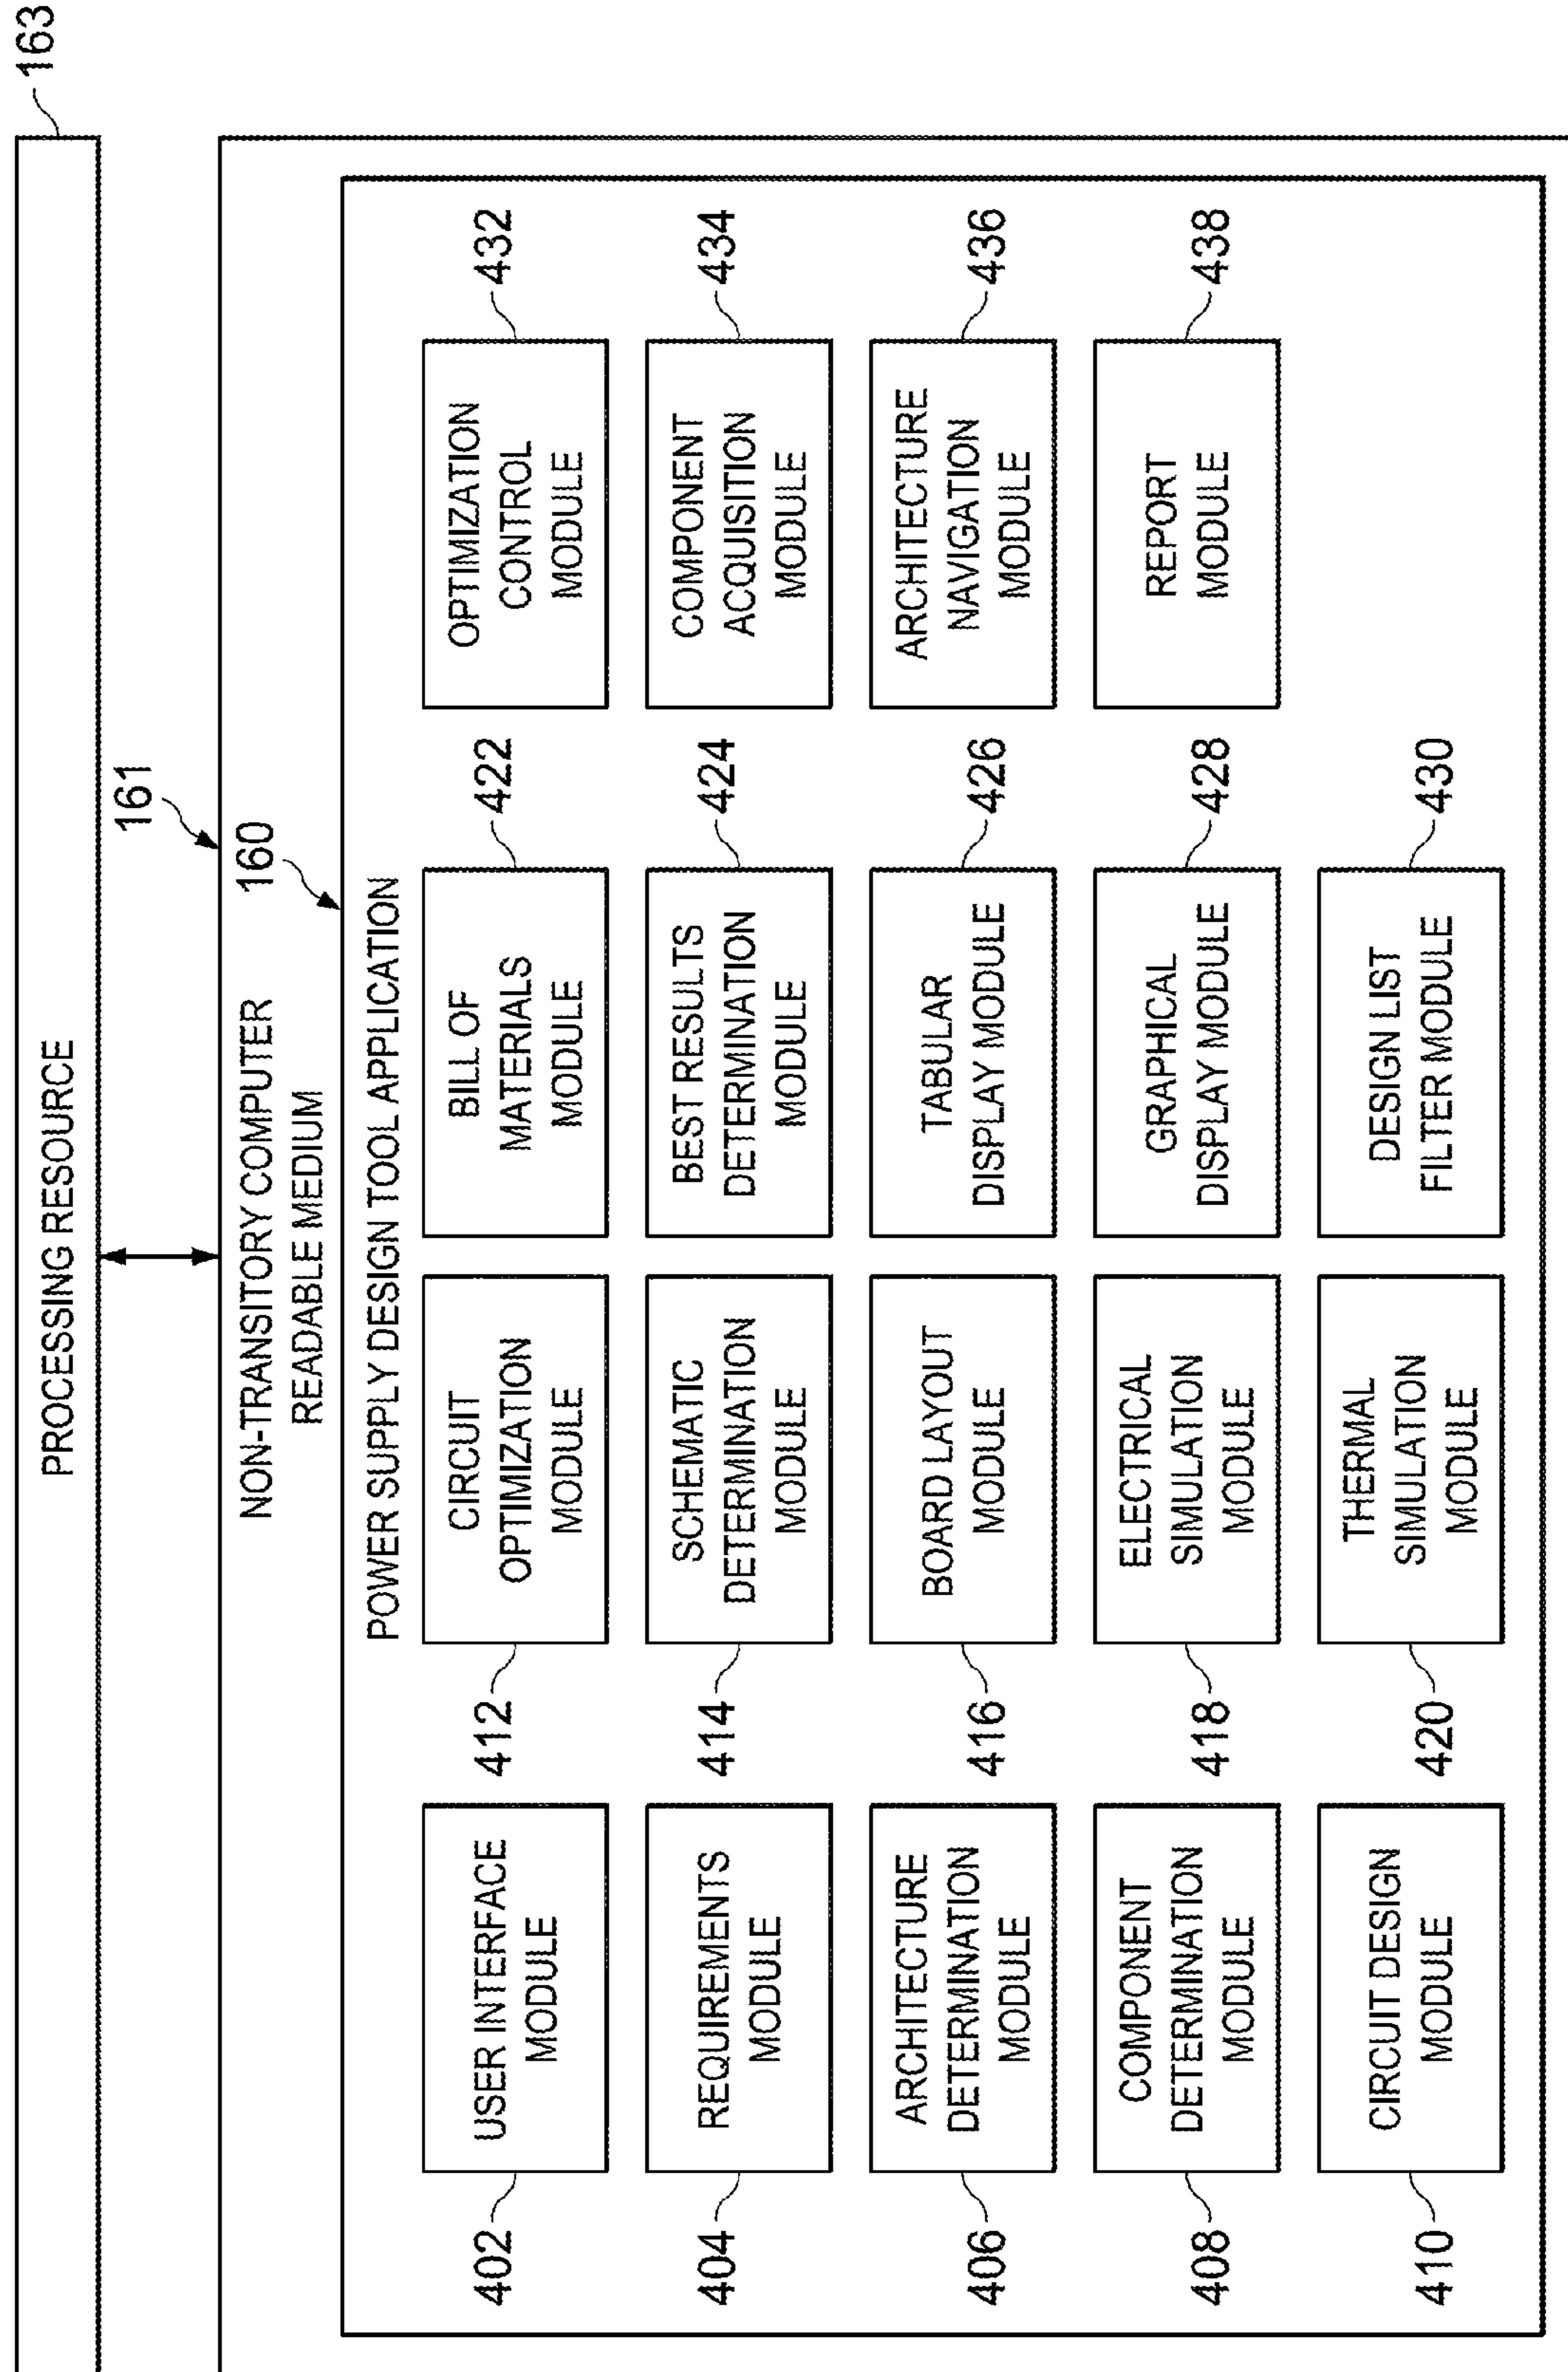 163
PROCESSING RESOURCE
161
NON-TRANSITORY COMPUTER
READABLE MEDIUM
160
POWER SUPPLY DESIGN TOOL APPLICATION
402
USER INTERFACE
MODULE
404
REQUIREMENTS
MODULE
406
ARCHITECTURE
DETERMINATION
MODULE
408
COMPONENT
DETERMINATION
MODULE
410
CIRCUIT DESIGN
MODULE
412
CIRCUIT
OPTIMIZATION
MODULE
414
SCHEMATIC
DETERMINATION
MODULE
416
BOARD LAYOUT
MODULE
418
ELECTRICAL
SIMULATION
MODULE
420
THERMAL
SIMULATION
MODULE
422
BILL OF
MATERIALS
MODULE
424
BEST RESULTS
DETERMINATION
MODULE
426
TABULAR
DISPLAY MODULE
428
GRAPHICAL
DISPLAY MODULE
430
DESIGN LIST
FILTER MODULE
432
OPTIMIZATION
CONTROL
MODULE
434
COMPONENT
ACQUISITION
MODULE
436
ARCHITECTURE
NAVIGATION
MODULE
438
REPORT
MODULE